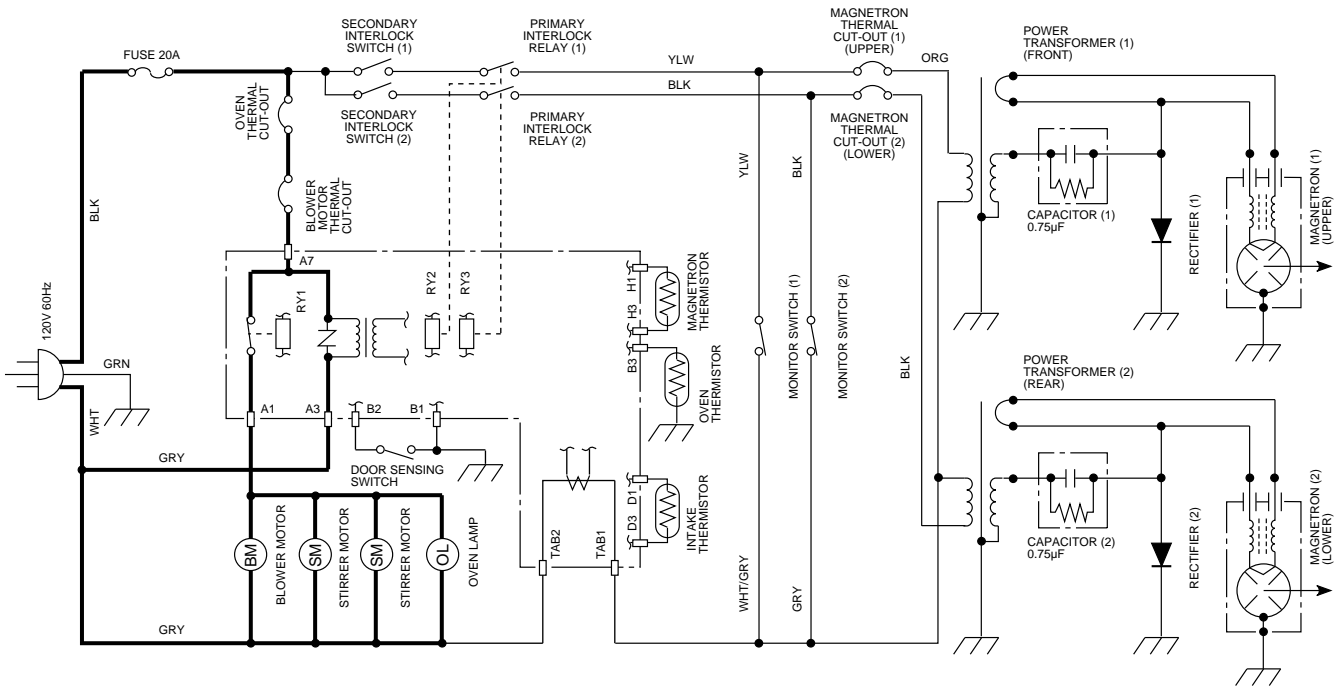 FUSE 20A
SECONDARY
INTERLOCK
SWITCH (1)
PRIMARY
INTERLOCK
RELAY (1)
MAGNETRON
THERMAL
CUT-OUT (1)
(UPPER)
YLW
ORG
POWER
TRANSFORMER (1)
(FRONT)
BLK
OVEN
THERMAL
CUT-OUT
SECONDARY
INTERLOCK
SWITCH (2)
PRIMARY
INTERLOCK
RELAY (2)
MAGNETRON
THERMAL
CUT-OUT (2)
(LOWER)
BLK
BLOWER
MOTOR
THERMAL
CUT-OUT
YLW
BLK
CAPACITOR (1)
0.75µF
RECTIFIER (1)
MAGNETRON (1)
(UPPER)
A7
RY1
RY2
RY3
H1
H3
MAGNETRON
THERMISTOR
120V 60Hz
GRN
WHT
B3
OVEN
THERMISTOR
MONITOR SWITCH (1)
MONITOR SWITCH (2)
BLK
POWER
TRANSFORMER (2)
(REAR)
A1
A3
B2
B1
GRY
DOOR SENSING
SWITCH
D1
D3
INTAKE
THERMISTOR
CAPACITOR (2)
0.75µF
RECTIFIER (2)
MAGNETRON (2)
(LOWER)
BM
BLOWER MOTOR
SM
STIRRER MOTOR
SM
STIRRER MOTOR
OL
OVEN LAMP
TAB2
TAB1
WHT/GRY
GRY
GRY